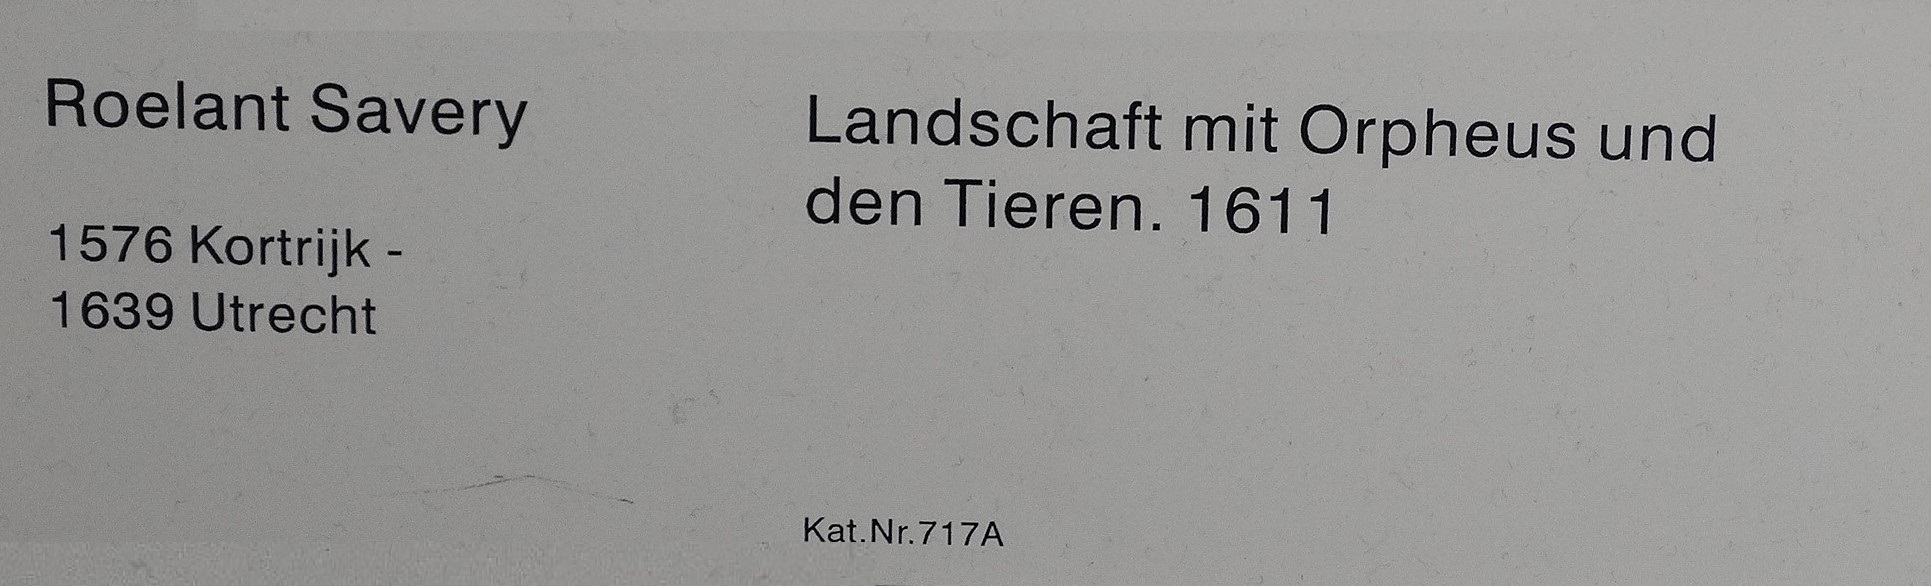 Roelant Savery
1576 Kortrijk -
1639 Utrecht
Landschaft mit Orpheus und
den Tieren. 1611
Kat.Nr.717A